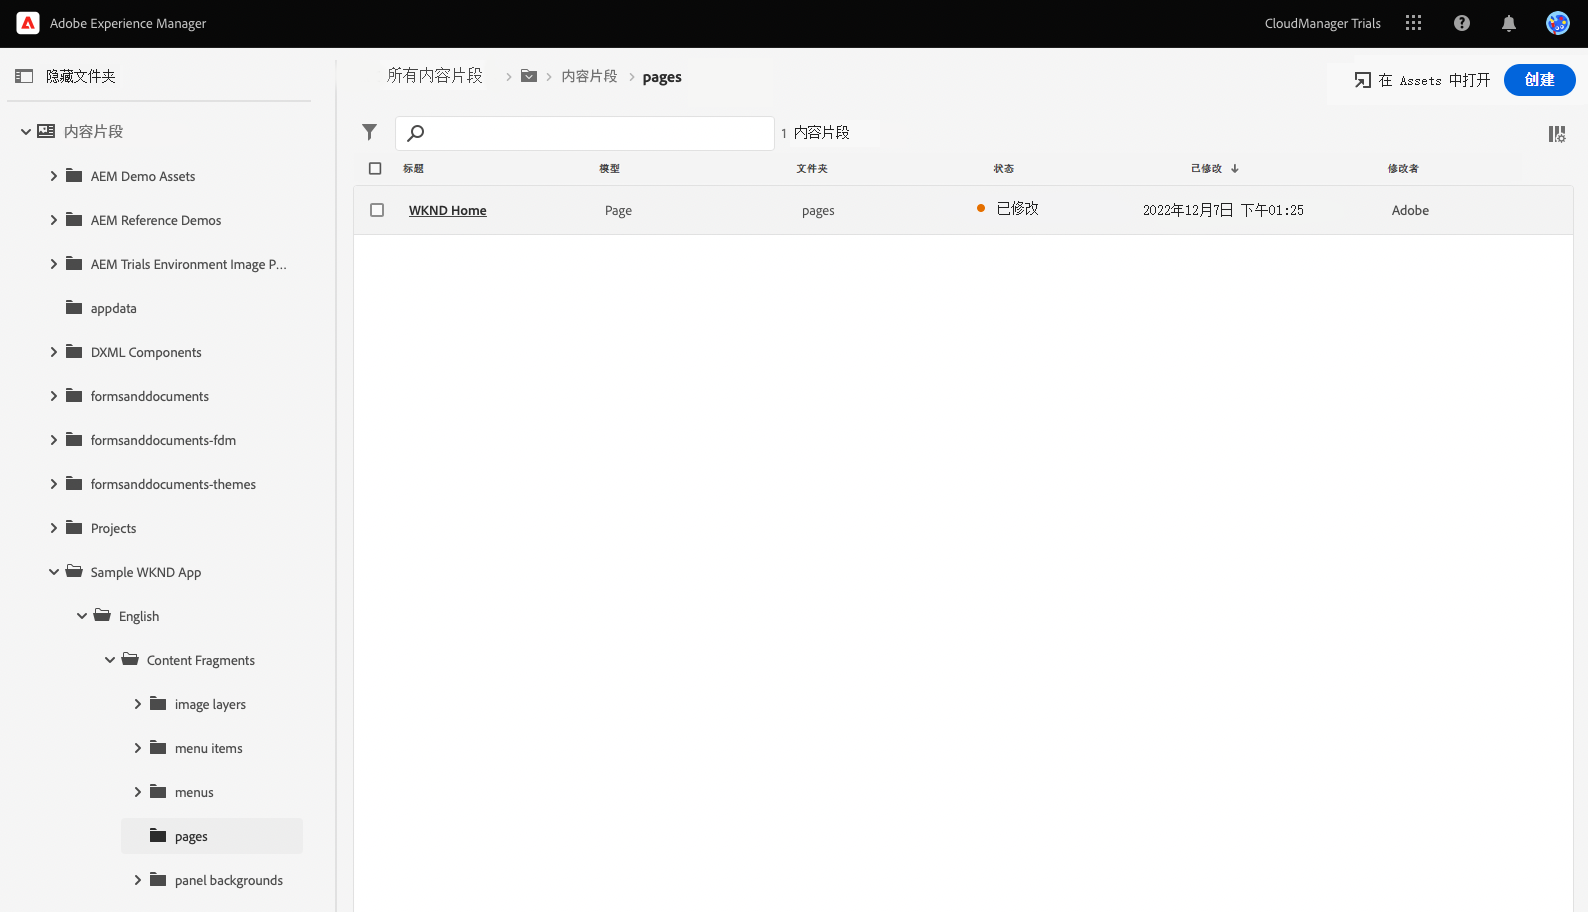 Adobe Experience Manager
CloudManager Trials
隐藏文件夹
所有内容片段 内容片段 pages
在 Assets 中打开
创建
内容片段
1 内容片段
标题 模型 文件夹 状态 已修改 修改者
WKND Home Page pages 已修改 2022年12月7日 下午01:25 Adobe
AEM Demo Assets
AEM Reference Demos
AEM Trials Environment Image P...
appdata
DXML Components
formsanddocuments
formsanddocuments-fdm
formsanddocuments-themes
Projects
Sample WKND App
English
Content Fragments
image layers
menu items
menus
pages
panel backgrounds